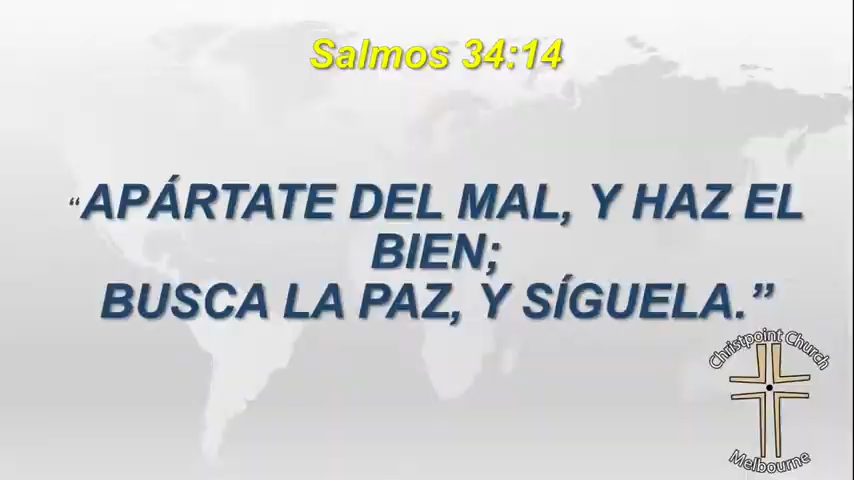 Salmos 34:14
“APÁRTATE DEL MAL, Y HAZ EL
BIEN;
BUSCA LA PAZ, Y SÍGUELA.”
Christpoint Church
Melbourne